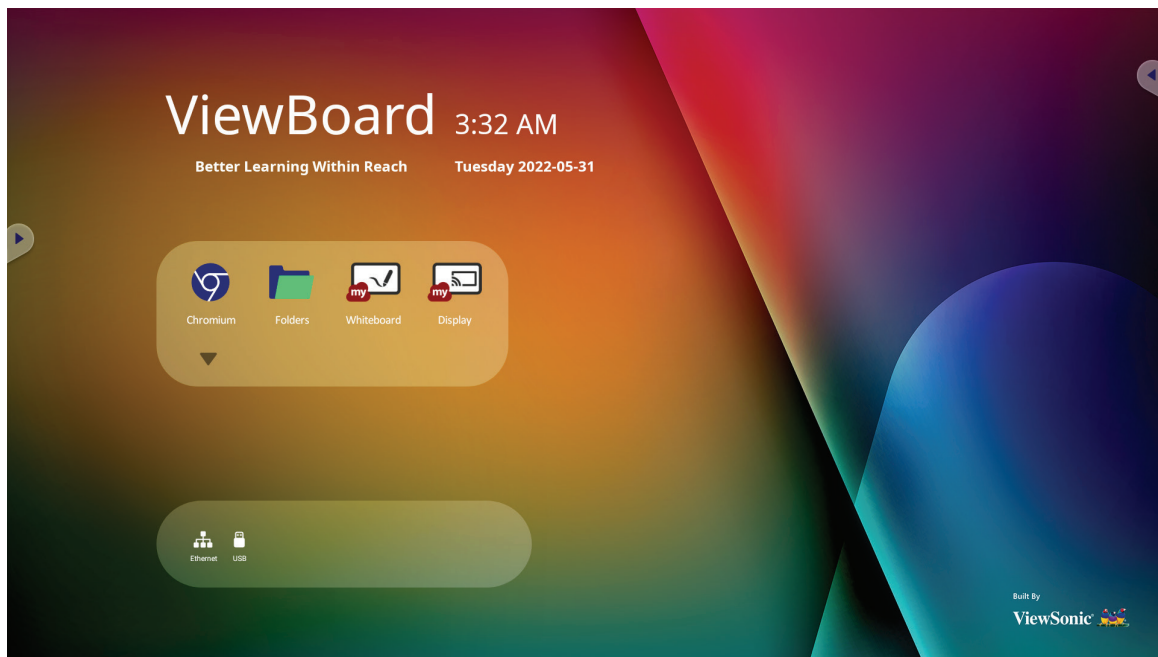 ViewBoard 3:32 AM
Better Learning Within Reach Tuesday 2022-05-31
my my
Chromium Folders Whiteboard Display
Ethernet USB
Built By
ViewSonic